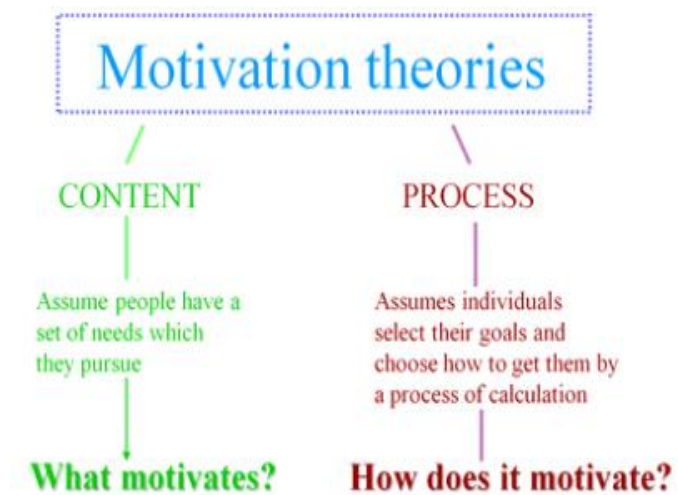 Motivation theories
CONTENT
Assume people have a
set of needs which
they pursue
What motivates?
PROCESS
Assumes individuals
select their goals and
choose how to get them by
a process of calculation
How does it motivate?